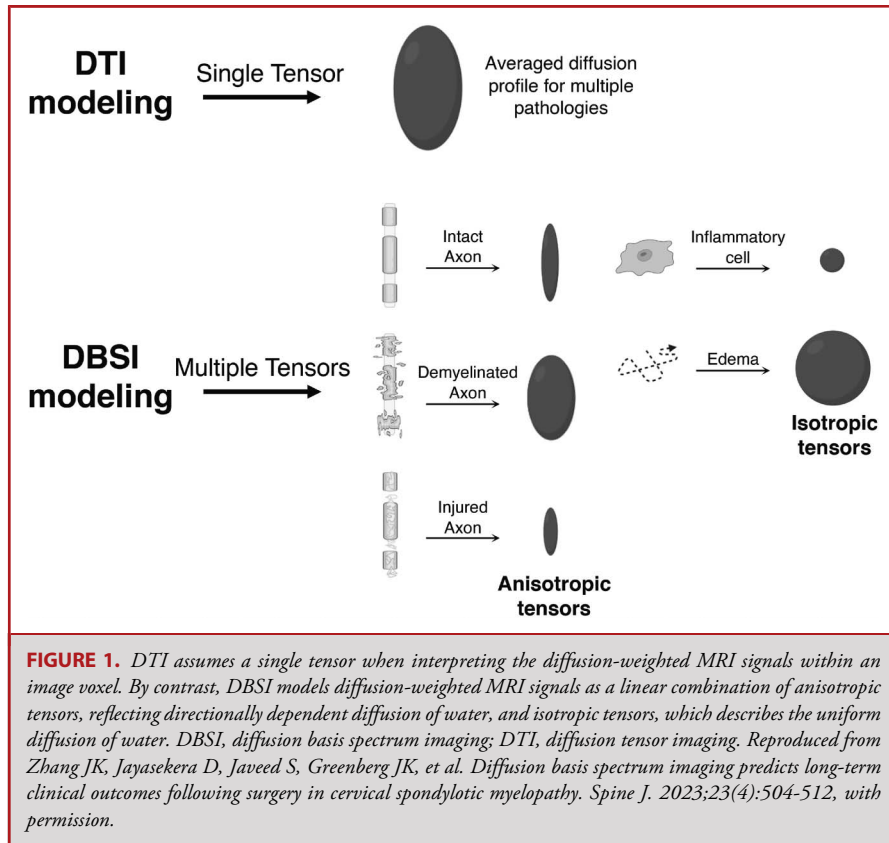 DTI
modeling
Single Tensor
Averaged diffusion
profile for multiple
pathologies
DBSI
modeling
Multiple Tensors
Intact
Axon
Demyelinated
Axon
Injured
Axon
Anisotropic
tensors
Inflammatory
cell
Edema
Isotropic
tensors
FIGURE 1. DTI assumes a single tensor when interpreting the diffusion-weighted MRI signals within an
image voxel. By contrast, DBSI models diffusion-weighted MRI signals as a linear combination of anisotropic
tensors, reflecting directionally dependent diffusion of water, and isotropic tensors, which describes the uniform
diffusion of water. DBSI, diffusion basis spectrum imaging; DTI, diffusion tensor imaging. Reproduced from
Zhang JK, Jayasekera D, Javeed S, Greenberg JK, et al. Diffusion basis spectrum imaging predicts long-term
clinical outcomes following surgery in cervical spondylotic myelopathy. Spine J. 2023;23(4):504-512, with
permission.